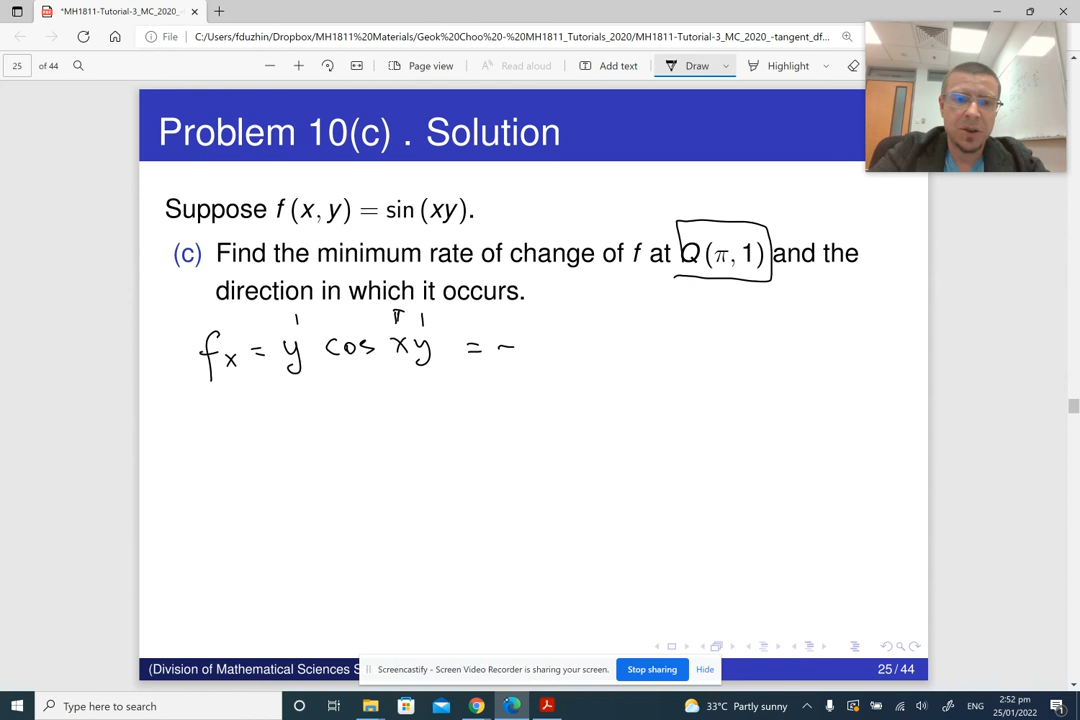 *MH1811-Tutorial-3_MC_2020_-
File C:/Users/fduzhin/Dropbox/MH1811%20Materials/Geok%20Choo%20-%20MH1811_Tutorials_2020/MH1811-Tutorial-3_MC_2020_-tangent_df...
25 of 44 Page view Read aloud Add text Draw Highlight
Problem 10(c) . Solution
Suppose f (x, y) = sin (xy).
(c) Find the minimum rate of change of f at Q(π, 1) and the
direction in which it occurs.
1 π 1
fx = y cos xy = −
(Division of Mathematical Sciences S
Screencastify - Screen Video Recorder is sharing your screen. Stop sharing Hide
25 / 44
Type here to search
33°C Partly sunny ENG
2:52 pm
25/01/2022
1